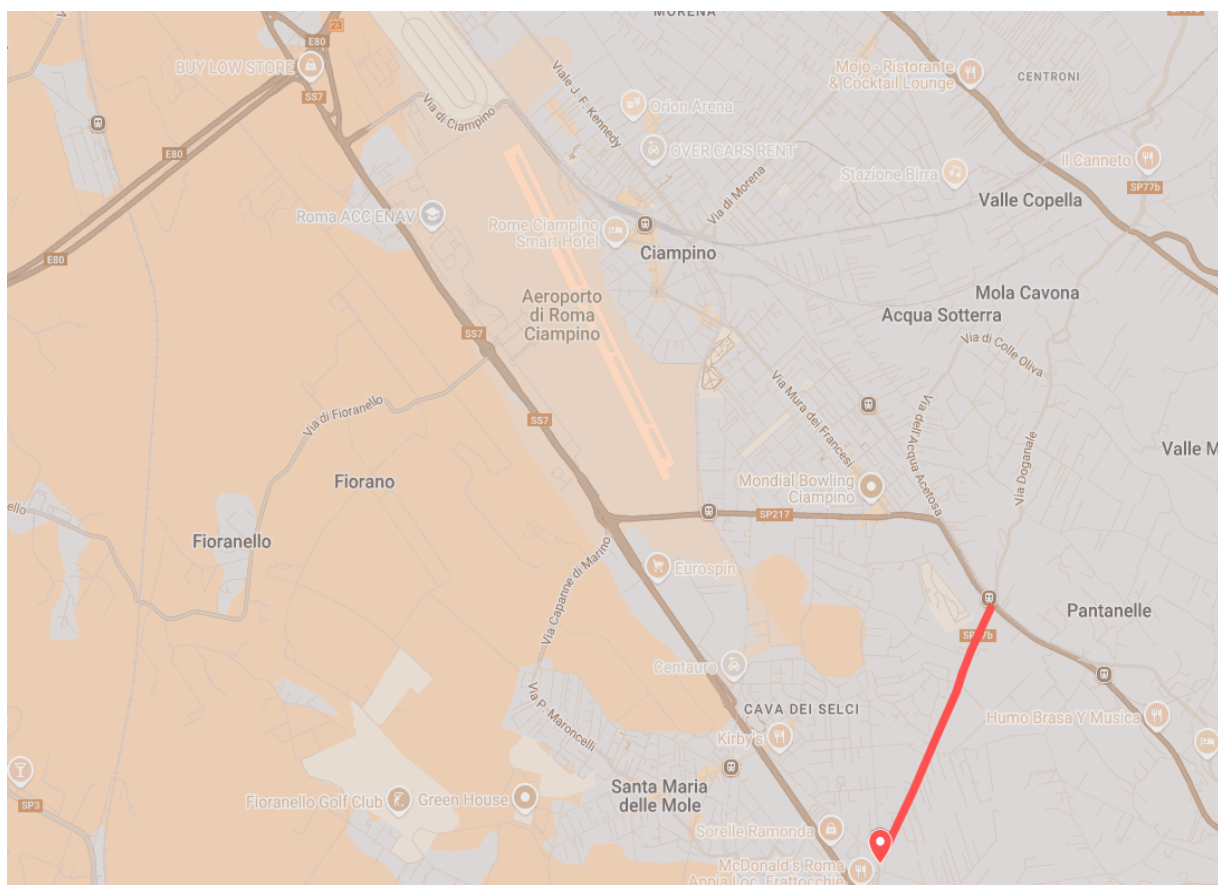 MORENA
23
E80
BUY LOW STORE
SS7
Via di Ciampino
Viale J. F. Kennedy
Orion Arena
Mojo - Ristorante
& Cocktail Lounge
CENTRONI
E80
OVER CARS RENT
Stazione Birra
Il Canneto
SP77b
Valle Copella
Roma ACC ENAV
Rome Ciampino
Smart Hotel
Via di Morena
Ciampino
E80
Aeroporto
di Roma
Ciampino
Mola Cavona
Acqua Sotterra
SS7
Via di Colle Oliva
Via di Fioranello
SS7
Via Mura dei Francesi
Via dell'Acqua Acetosa
Via Doganale
Valle M
Fiorano
Mondial Bowling
Ciampino
SP217
Fioranello
Eurospin
Via Capanne di Marino
Pantanelle
Centauro
Via P. Maroncelli
CAVA DEI SELCI
Kirby's
Humo Brasa Y Musica
Santa Maria
delle Mole
Fioranello Golf Club
Green House
SP3
Sorelle Ramonda
McDonald's Roma
Appia Loc. Frattocchie